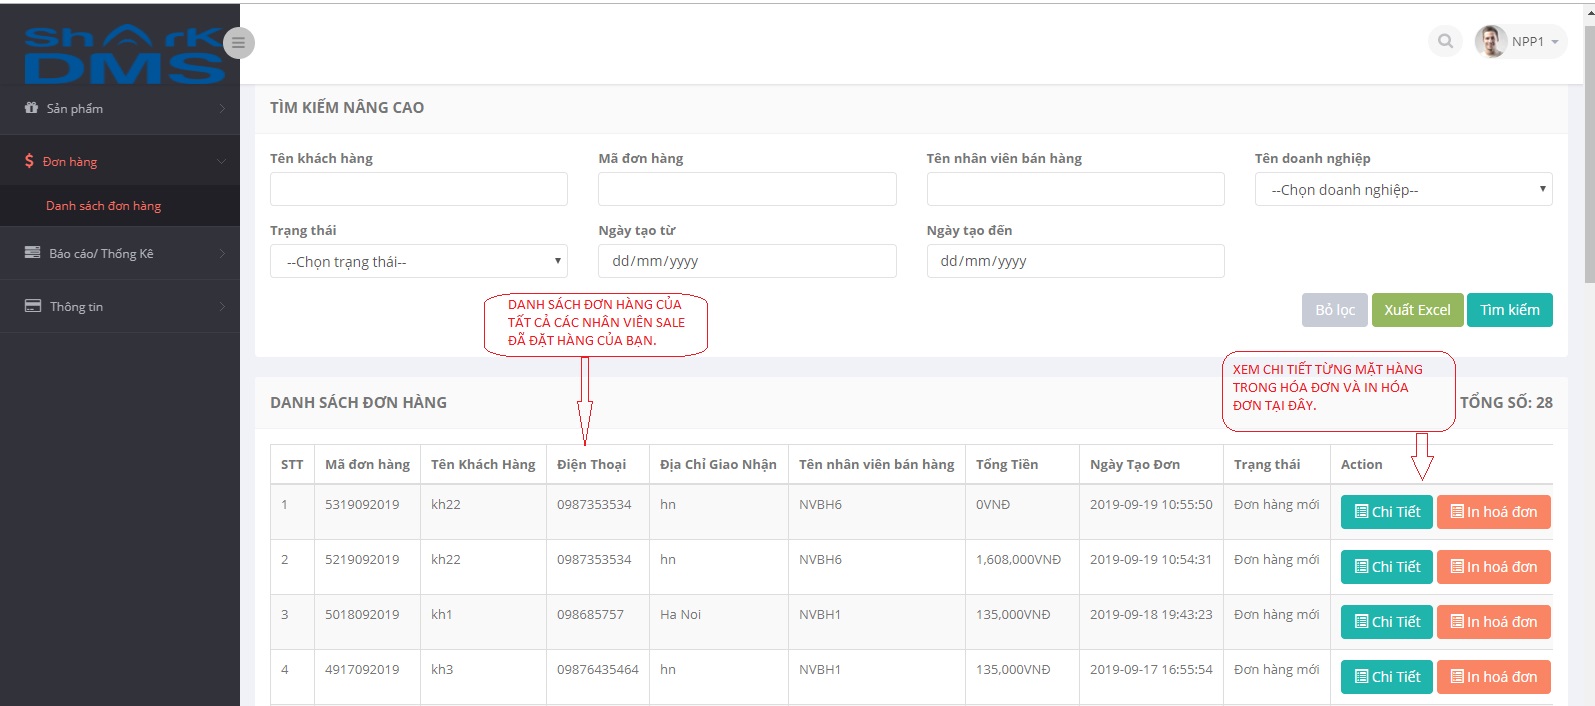 Shark
DMS
NPP1
Sản phẩm
Đơn hàng
Danh sách đơn hàng
Báo cáo/ Thống Kê
Thông tin
TÌM KIẾM NÂNG CAO
Tên khách hàng
Mã đơn hàng
Tên nhân viên bán hàng
Tên doanh nghiệp
--Chọn doanh nghiệp--
Trạng thái
Ngày tạo từ
Ngày tạo đến
--Chọn trạng thái--
dd/mm/yyyy
dd/mm/yyyy
Bỏ lọc
Xuất Excel
Tìm kiếm
DANH SÁCH ĐƠN HÀNG CỦA
TẤT CẢ CÁC NHÂN VIÊN SALE
ĐÃ ĐẶT HÀNG CỦA BẠN.
XEM CHI TIẾT TỪNG MẶT HÀNG
TRONG HÓA ĐƠN VÀ IN HÓA
ĐƠN TẠI ĐÂY.
DANH SÁCH ĐƠN HÀNG
TỔNG SỐ: 28
STT Mã đơn hàng Tên Khách Hàng Điện Thoại Địa Chỉ Giao Nhận Tên nhân viên bán hàng Tổng Tiền Ngày Tạo Đơn Trạng thái Action
1 5319092019 kh22 0987353534 hn NVBH6 0VNĐ 2019-09-19 10:55:50 Đơn hàng mới Chi Tiết In hoá đơn
2 5219092019 kh22 0987353534 hn NVBH6 1,608,000VNĐ 2019-09-19 10:54:31 Đơn hàng mới Chi Tiết In hoá đơn
3 5018092019 kh1 098685757 Ha Noi NVBH1 135,000VNĐ 2019-09-18 19:43:23 Đơn hàng mới Chi Tiết In hoá đơn
4 4917092019 kh3 09876435464 hn NVBH1 135,000VNĐ 2019-09-17 16:55:54 Đơn hàng mới Chi Tiết In hoá đơn